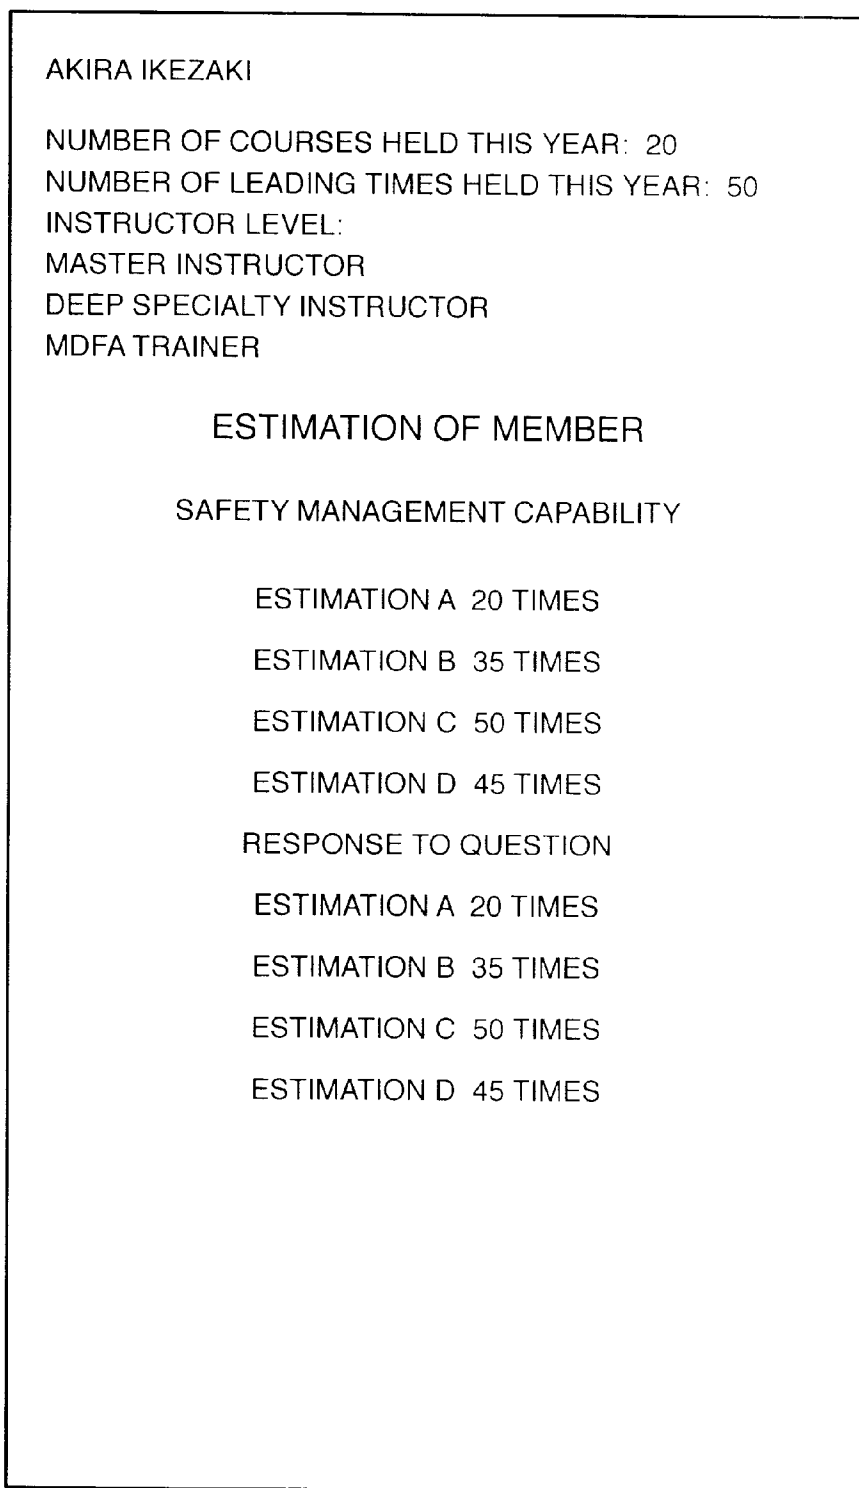 AKIRA IKEZAKI
NUMBER OF COURSES HELD THIS YEAR: 20
NUMBER OF LEADING TIMES HELD THIS YEAR: 50
INSTRUCTOR LEVEL:
MASTER INSTRUCTOR
DEEP SPECIALTY INSTRUCTOR
MDFA TRAINER
ESTIMATION OF MEMBER
SAFETY MANAGEMENT CAPABILITY
ESTIMATION A 20 TIMES
ESTIMATION B 35 TIMES
ESTIMATION C 50 TIMES
ESTIMATION D 45 TIMES
RESPONSE TO QUESTION
ESTIMATION A 20 TIMES
ESTIMATION B 35 TIMES
ESTIMATION C 50 TIMES
ESTIMATION D 45 TIMES